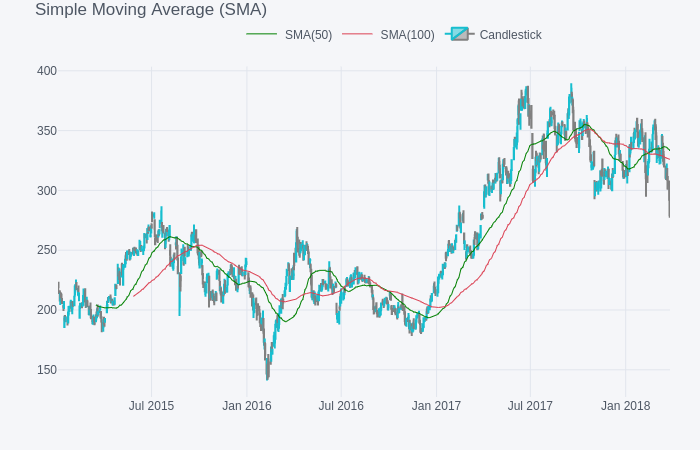 Simple Moving Average (SMA)
SMA(50) SMA(100) Candlestick
400
350
300
250
200
150
Jul 2015 Jan 2016 Jul 2016 Jan 2017 Jul 2017 Jan 2018